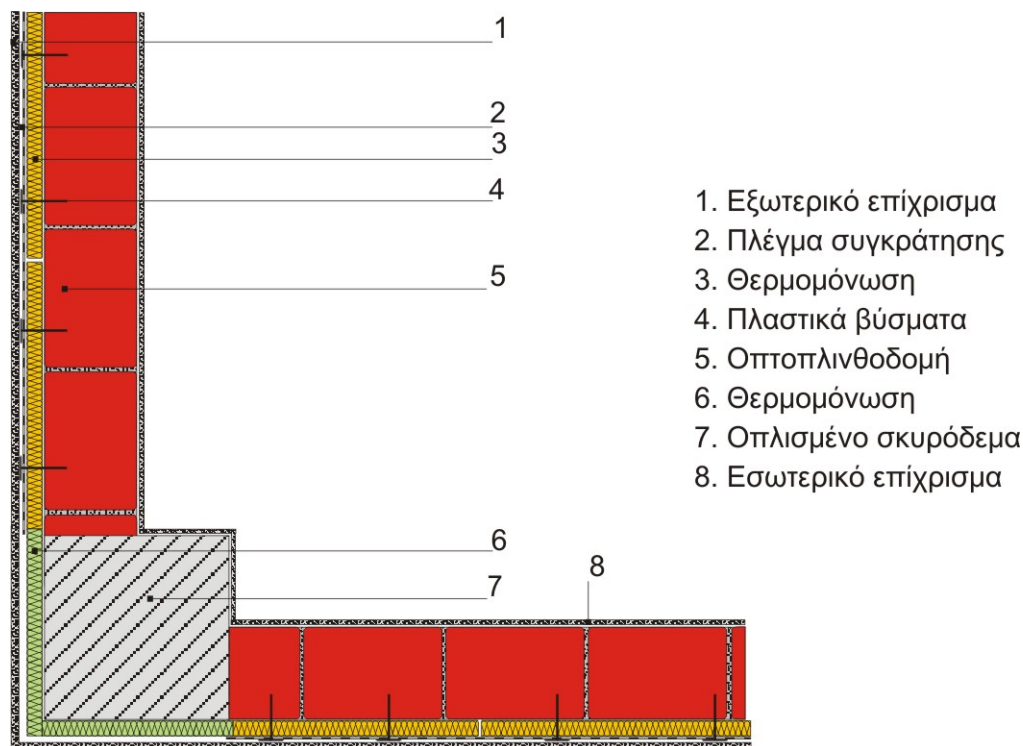 1
2
3
4
5
6
7
8
1. Εξωτερικό επίχρισμα
2. Πλέγμα συγκράτησης
3. Θερμομόνωση
4. Πλαστικά βύσματα
5. Οπτοπλινθοδομή
6. Θερμομόνωση
7. Οπλισμένο σκυρόδεμα
8. Εσωτερικό επίχρισμα